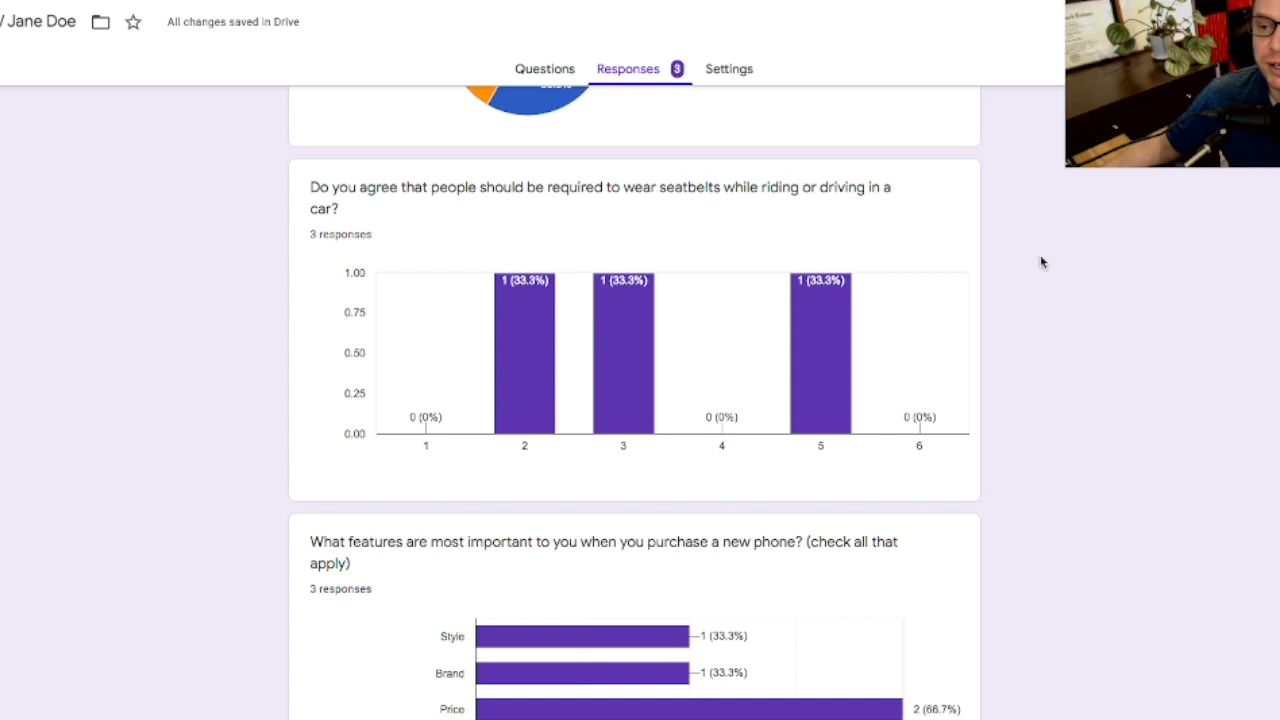 / Jane Doe
All changes saved in Drive
Questions Responses 3 Settings
Do you agree that people should be required to wear seatbelts while riding or driving in a
car?
3 responses
1.00
0.75
0.50
0.25
0.00
0 (0%) 1 (33.3%) 1 (33.3%) 0 (0%) 1 (33.3%) 0 (0%)
1 2 3 4 5 6
What features are most important to you when you purchase a new phone? (check all that
apply)
3 responses
Style 1 (33.3%)
Brand 1 (33.3%)
Price 2 (66.7%)